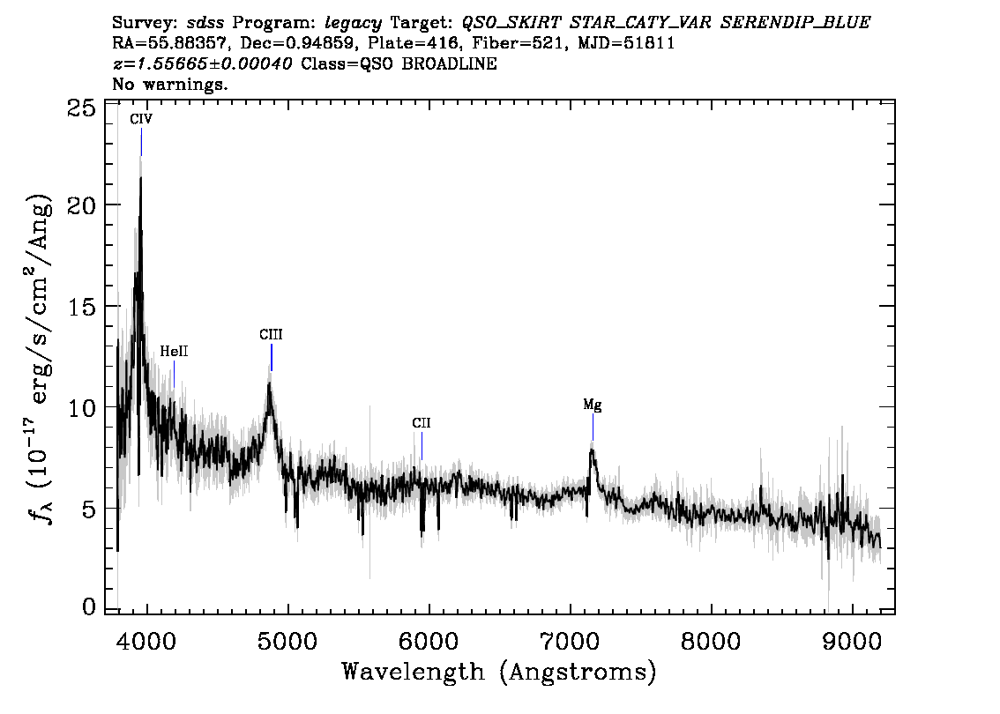 Survey: sdss Program: legacy Target: QSO_SKIRT STAR_CATY_VAR SERENDIP_BLUE
RA=55.88357, Dec=0.94859, Plate=416, Fiber=521, MJD=51811
z=1.55665±0.00040 Class=QSO BROADLINE
No warnings.
25
20
15
10
5
0
f_λ (10^−17 erg/s/cm^2/Ang)
CIV
HeII
CIII
CII
Mg
4000 5000 6000 7000 8000 9000
Wavelength (Angstroms)